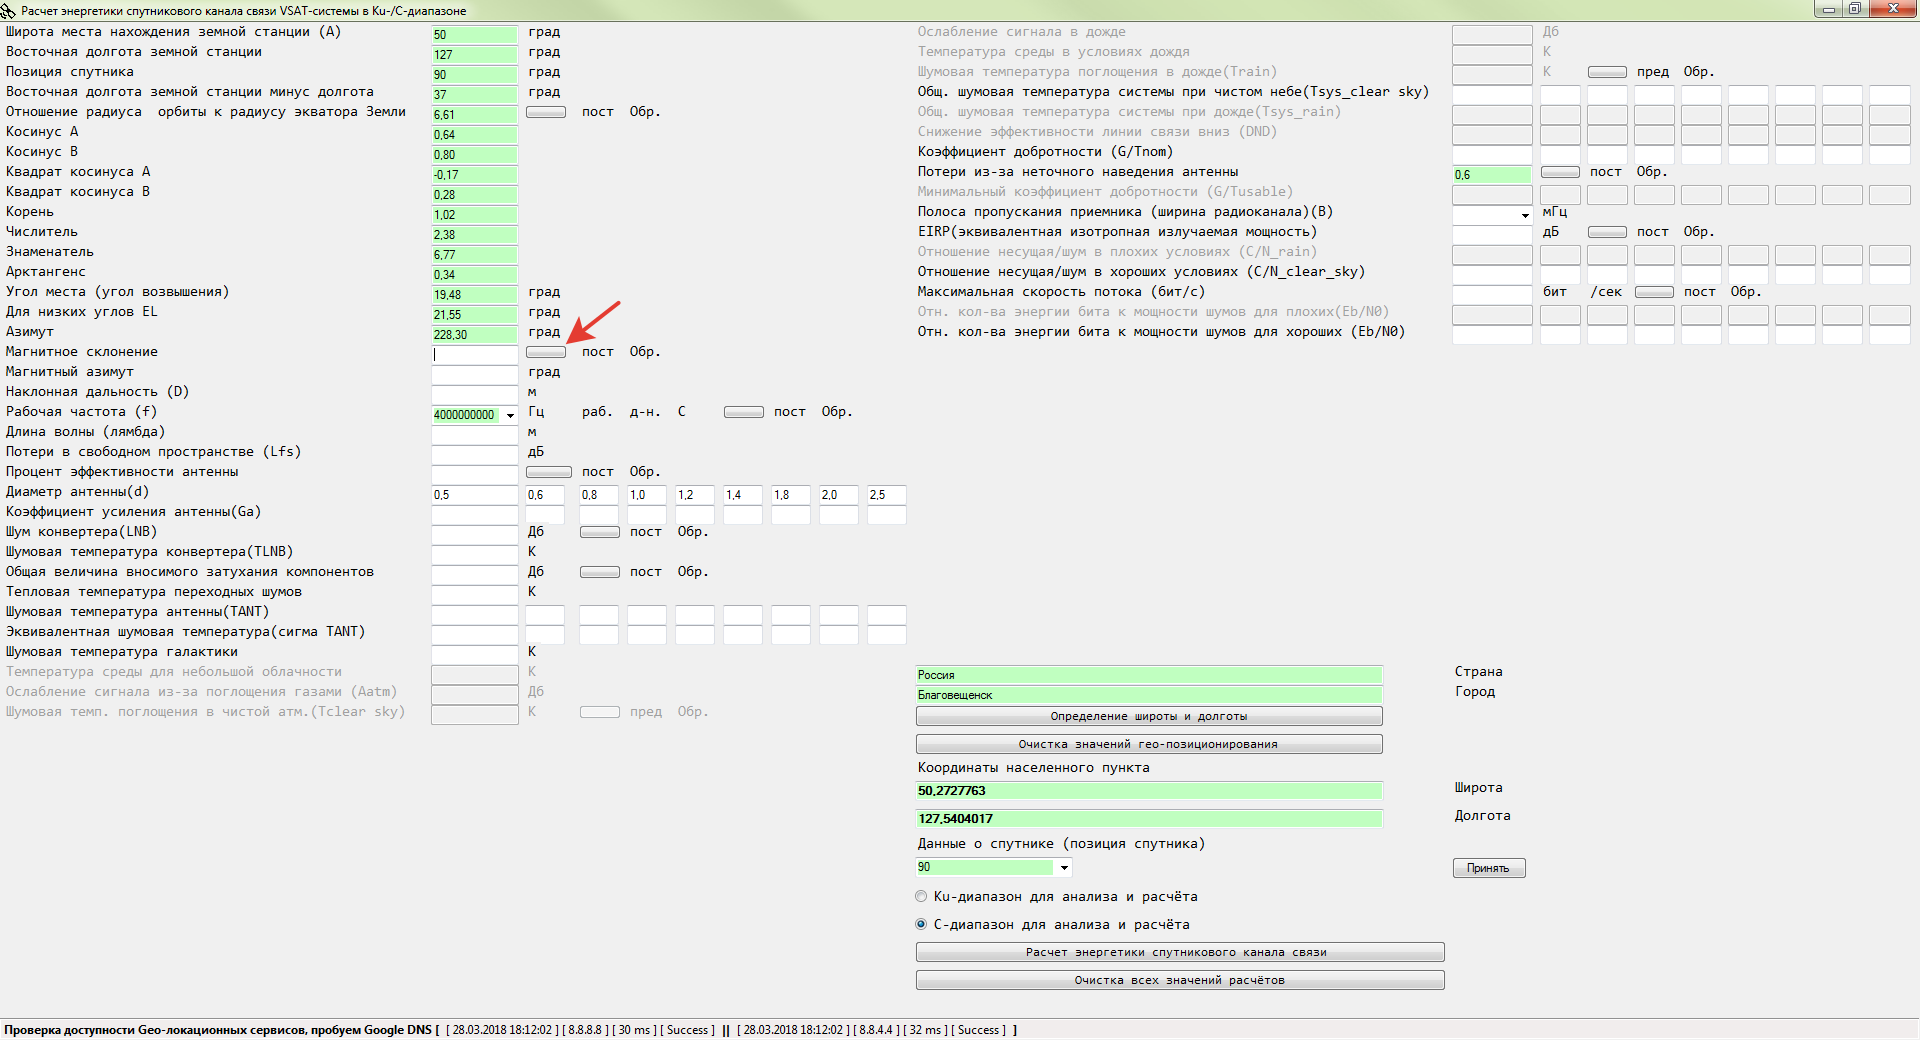 Расчет энергетики спутникового канала связи VSAT-системы в Ku-/C-диапазоне
Широта места нахождения земной станции (A) 50 град
Восточная долгота земной станции 127 град
Позиция спутника 90 град
Восточная долгота земной станции минус долгота 37 град
Отношение радиуса орбиты к радиусу экватора Земли 6,61 пост Обр.
Косинус A 0,64
Косинус B 0,80
Квадрат косинуса A -0,17
Квадрат косинуса B 0,28
Корень 1,02
Числитель 2,38
Знаменатель 6,77
Арктангенс 0,34
Угол места (угол возвышения) 19,48 град
Для низких углов EL 21,55 град
Азимут 228,30 град
Магнитное склонение пост Обр.
Магнитный азимут град
Наклонная дальность (D) м
Рабочая частота (f) 4000000000 Гц раб. д-н. C пост Обр.
Длина волны (лямбда) м
Потери в свободном пространстве (Lfs) дБ
Процент эффективности антенны пост Обр.
Диаметр антенны(d) 0,5 0,6 0,8 1,0 1,2 1,4 1,8 2,0 2,5
Коэффициент усиления антенны(Ga)
Шум конвертера(LNB) Дб пост Обр.
Шумовая температура конвертера(TLNB) К
Общая величина вносимого затухания компонентов Дб пост Обр.
Тепловая температура переходных шумов К
Шумовая температура антенны(TANT)
Эквивалентная шумовая температура(сигма TANT)
Шумовая температура галактики К
Температура среды для небольшой облачности К
Ослабление сигнала из-за поглощения газами (Aatm) Дб
Шумовая темп. поглощения в чистой атм.(Tclear sky) К пред Обр.
Ослабление сигнала в дожде Дб
Температура среды в условиях дождя К
Шумовая температура поглощения в дожде(Train) К пред Обр.
Общ. шумовая температура системы при чистом небе(Tsys_clear sky)
Общ. шумовая температура системы при дожде(Tsys_rain)
Снижение эффективности линии связи вниз (DND)
Коэффициент добротности (G/Tnom)
Потери из-за неточного наведения антенны 0,6 пост Обр.
Минимальный коэффициент добротности (G/Tusable)
Полоса пропускания приемника (ширина радиоканала)(B) мГц
EIRP(эквивалентная изотропная излучаемая мощность) дБ пост Обр.
Отношение несущая/шум в плохих условиях (C/N_rain)
Отношение несущая/шум в хороших условиях (C/N_clear_sky)
Максимальная скорость потока (бит/с) бит /сек пост Обр.
Отн. кол-ва энергии бита к мощности шумов для плохих(Eb/N0)
Отн. кол-ва энергии бита к мощности шумов для хороших (Eb/N0)
Россия Страна
Благовещенск Город
Определение широты и долготы
Очистка значений гео-позиционирования
Координаты населенного пункта
50,2727763 Широта
127,5404017 Долгота
Данные о спутнике (позиция спутника)
90 Принять
Ku-диапазон для анализа и расчёта
C-диапазон для анализа и расчёта
Расчет энергетики спутникового канала связи
Очистка всех значений расчётов
Проверка доступности Geo-локационных сервисов, пробуем Google DNS [ [ 28.03.2018 18:12:02 ] [ 8.8.8.8 ] [ 30 ms ] [ Success ] || [ 28.03.2018 18:12:02 ] [ 8.8.4.4 ] [ 32 ms ] [ Success ] ]